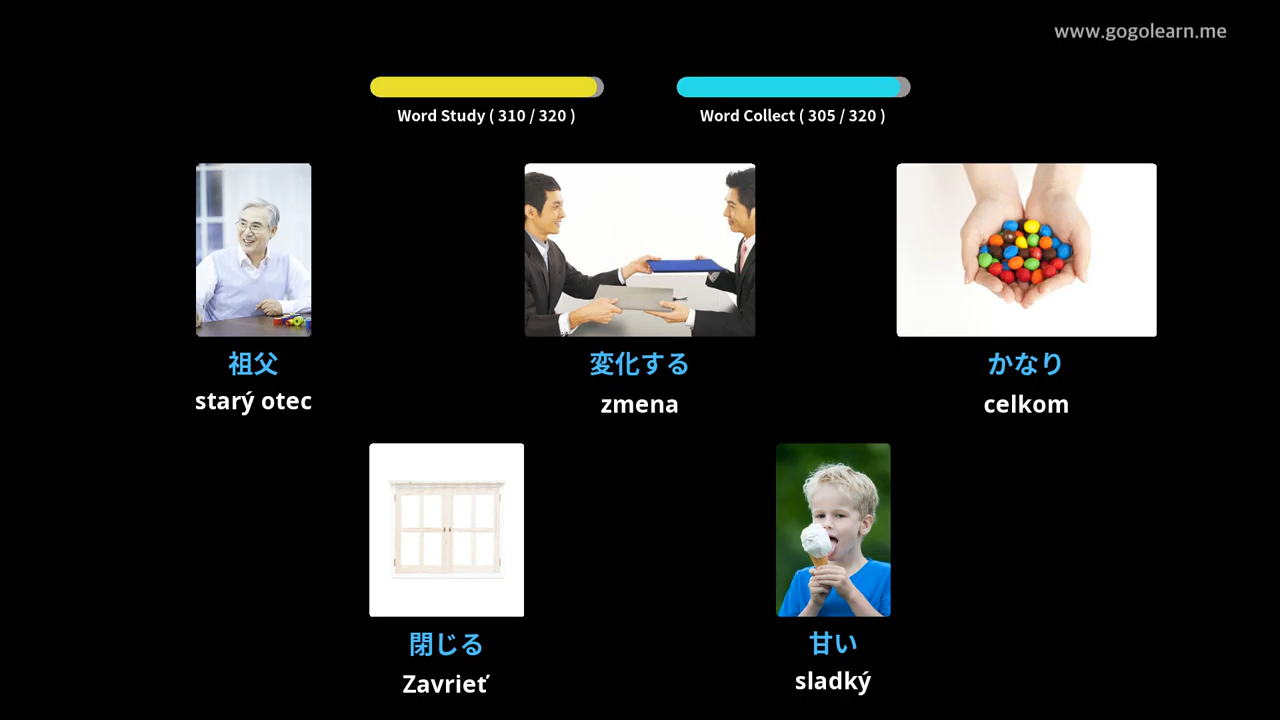 www.gogolearn.me
Word Study ( 310 / 320 )
Word Collect ( 305 / 320 )
祖父
starý otec
変化する
zmena
かなり
celkom
閉じる
Zavrieť
甘い
sladký